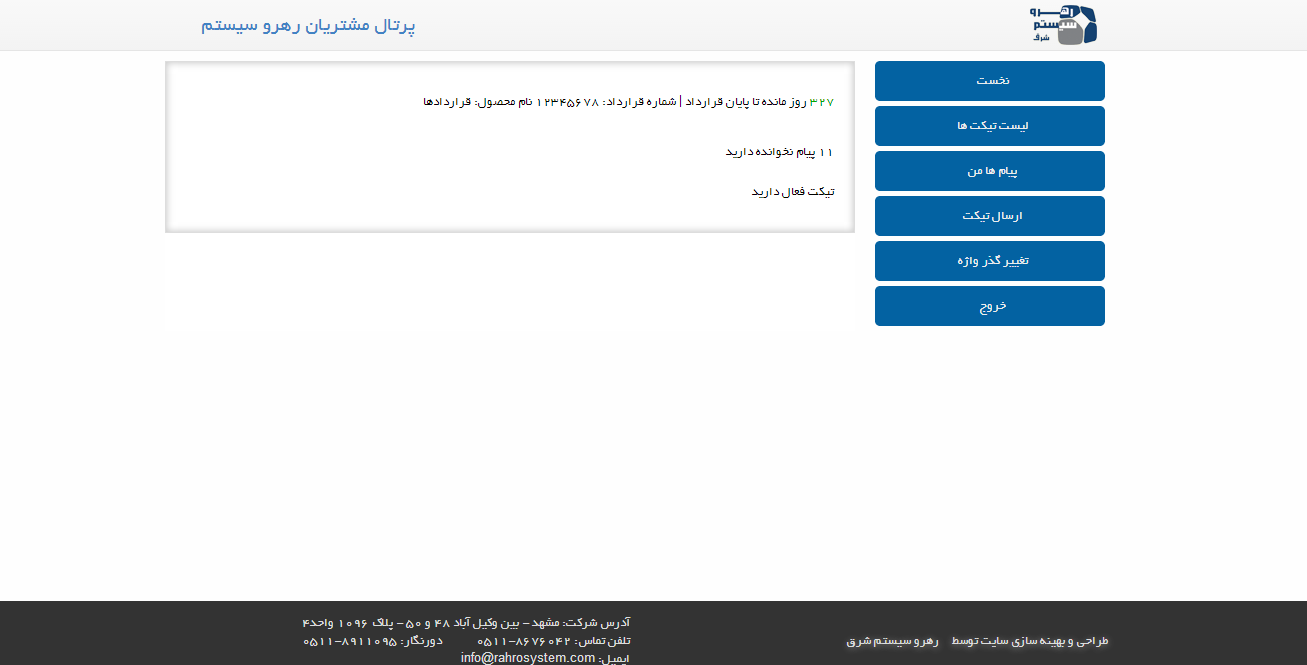 رهرو
سیستم
شرق
پرتال مشتریان رهرو سیستم
نخست
لیست تیکت ها
پیام ها من
ارسال تیکت
تغییر گذر واژه
خروج
۳۲۷ روز مانده تا پایان قرارداد | شماره قرارداد: ۱۲۳۴۵۶۷۸ نام محصول: قراردادها
۱۱ پیام نخوانده دارید
تیکت فعال دارید
طراحی و بهینه سازی سایت توسط رهرو سیستم شرق
آدرس شرکت: مشهد - بین وکیل آباد ۴۸ و ۵۰ - پلاک ۱۰۹۶ واحد۴
تلفن تماس: ۸۶۷۶۰۴۲-۰۵۱۱ دورنگار: ۸۹۱۱۰۹۵-۰۵۱۱
ایمیل: info@rahrosystem.com